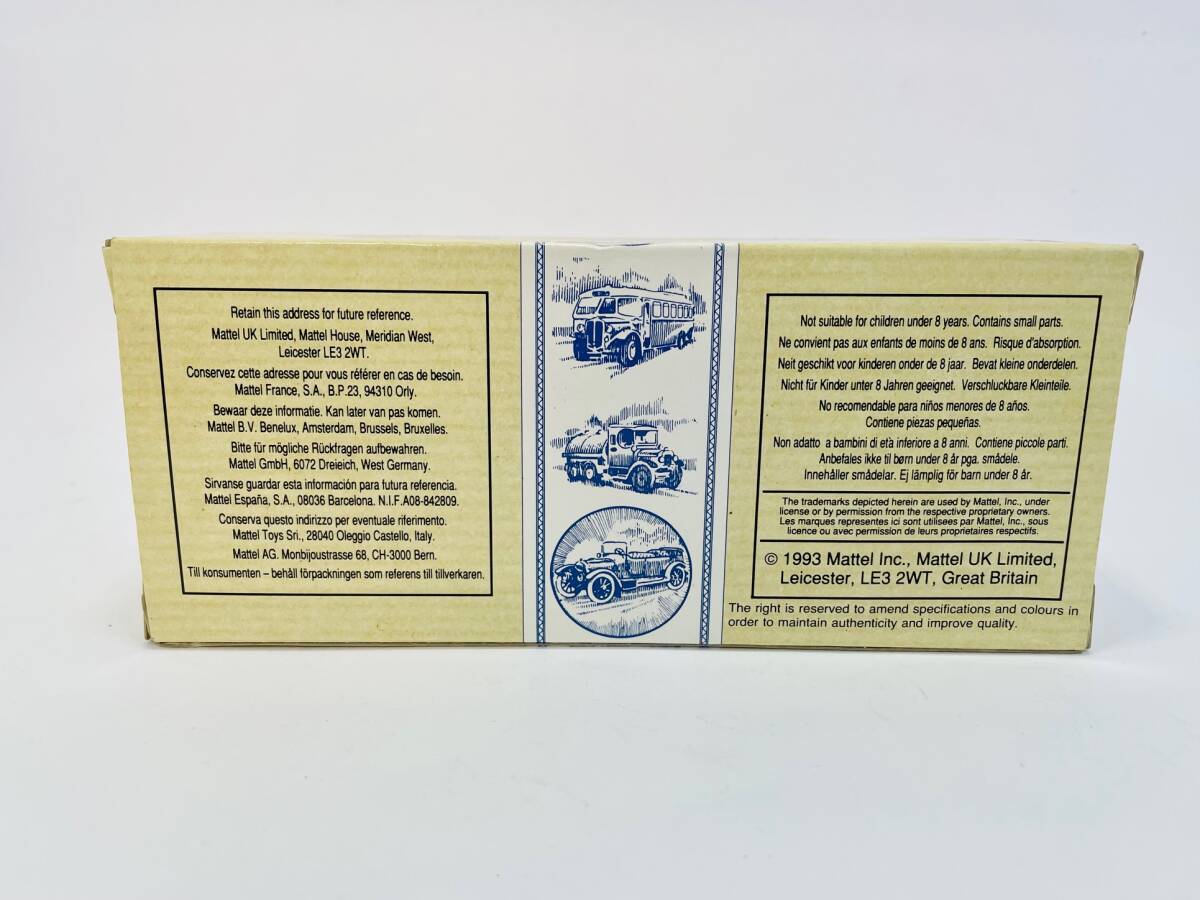 Retain this address for future reference.
Mattel UK Limited, Mattel House, Meridian West,
Leicester LE3 2WT.
Conservez cette adresse pour vous référer en cas de besoin.
Mattel France, S.A., B.P.23, 94310 Orly.
Bewaar deze informatie. Kan later van pas komen.
Mattel B.V. Benelux, Amsterdam, Brussels, Bruxelles.
Bitte für mögliche Rückfragen aufbewahren.
Mattel GmbH, 6072 Dreieich, West Germany.
Sirvanse guardar esta información para futura referencia.
Mattel España, S.A., 08036 Barcelona. N.I.F.A08-842809.
Conserva questo indirizzo per eventuale riferimento.
Mattel Toys Sri., 28040 Oleggio Castello, Italy.
Mattel AG. Monbijoustrasse 68, CH-3000 Bern.
Till konsumenten – behåll förpackningen som referens till tillverkaren.
Not suitable for children under 8 years. Contains small parts.
Ne convient pas aux enfants de moins de 8 ans. Risque d'absorption.
Neit geschikt voor kinderen onder de 8 jaar. Bevat kleine onderdelen.
Nicht für Kinder unter 8 Jahren geeignet. Verschluckbare Kleinteile.
No recomendable para niños menores de 8 años.
Contiene piezas pequeñas.
Non adatto a bambini di età inferiore a 8 anni. Contiene piccole parti.
Anbefales ikke til børn under 8 år pga. smådele.
Innehåller smådelar. Ej lämplig för barn under 8 år.
The trademarks depicted herein are used by Mattel, Inc., under
license or by permission from the respective proprietary owners.
Les marques representes ici sont utilisees par Mattel, Inc., sous
licence ou avec permission de leurs proprietaires respectifs.
© 1993 Mattel Inc., Mattel UK Limited,
Leicester, LE3 2WT, Great Britain
The right is reserved to amend specifications and colours in
order to maintain authenticity and improve quality.